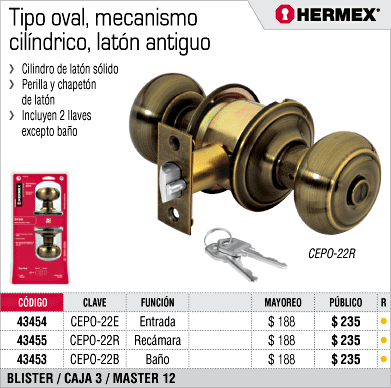 Tipo oval, mecanismo
cilíndrico, latón antiguo
HERMEX®
Cilindro de latón sólido
Perilla y chapetón
de latón
Incluyen 2 llaves
excepto baño
HERMEX
CEPO-22R
CÓDIGO CLAVE FUNCIÓN MAYOREO PÚBLICO R
43454 CEPO-22E Entrada $ 188 $ 235
43455 CEPO-22R Recámara $ 188 $ 235
43453 CEPO-22B Baño $ 188 $ 235
BLISTER / CAJA 3 / MASTER 12